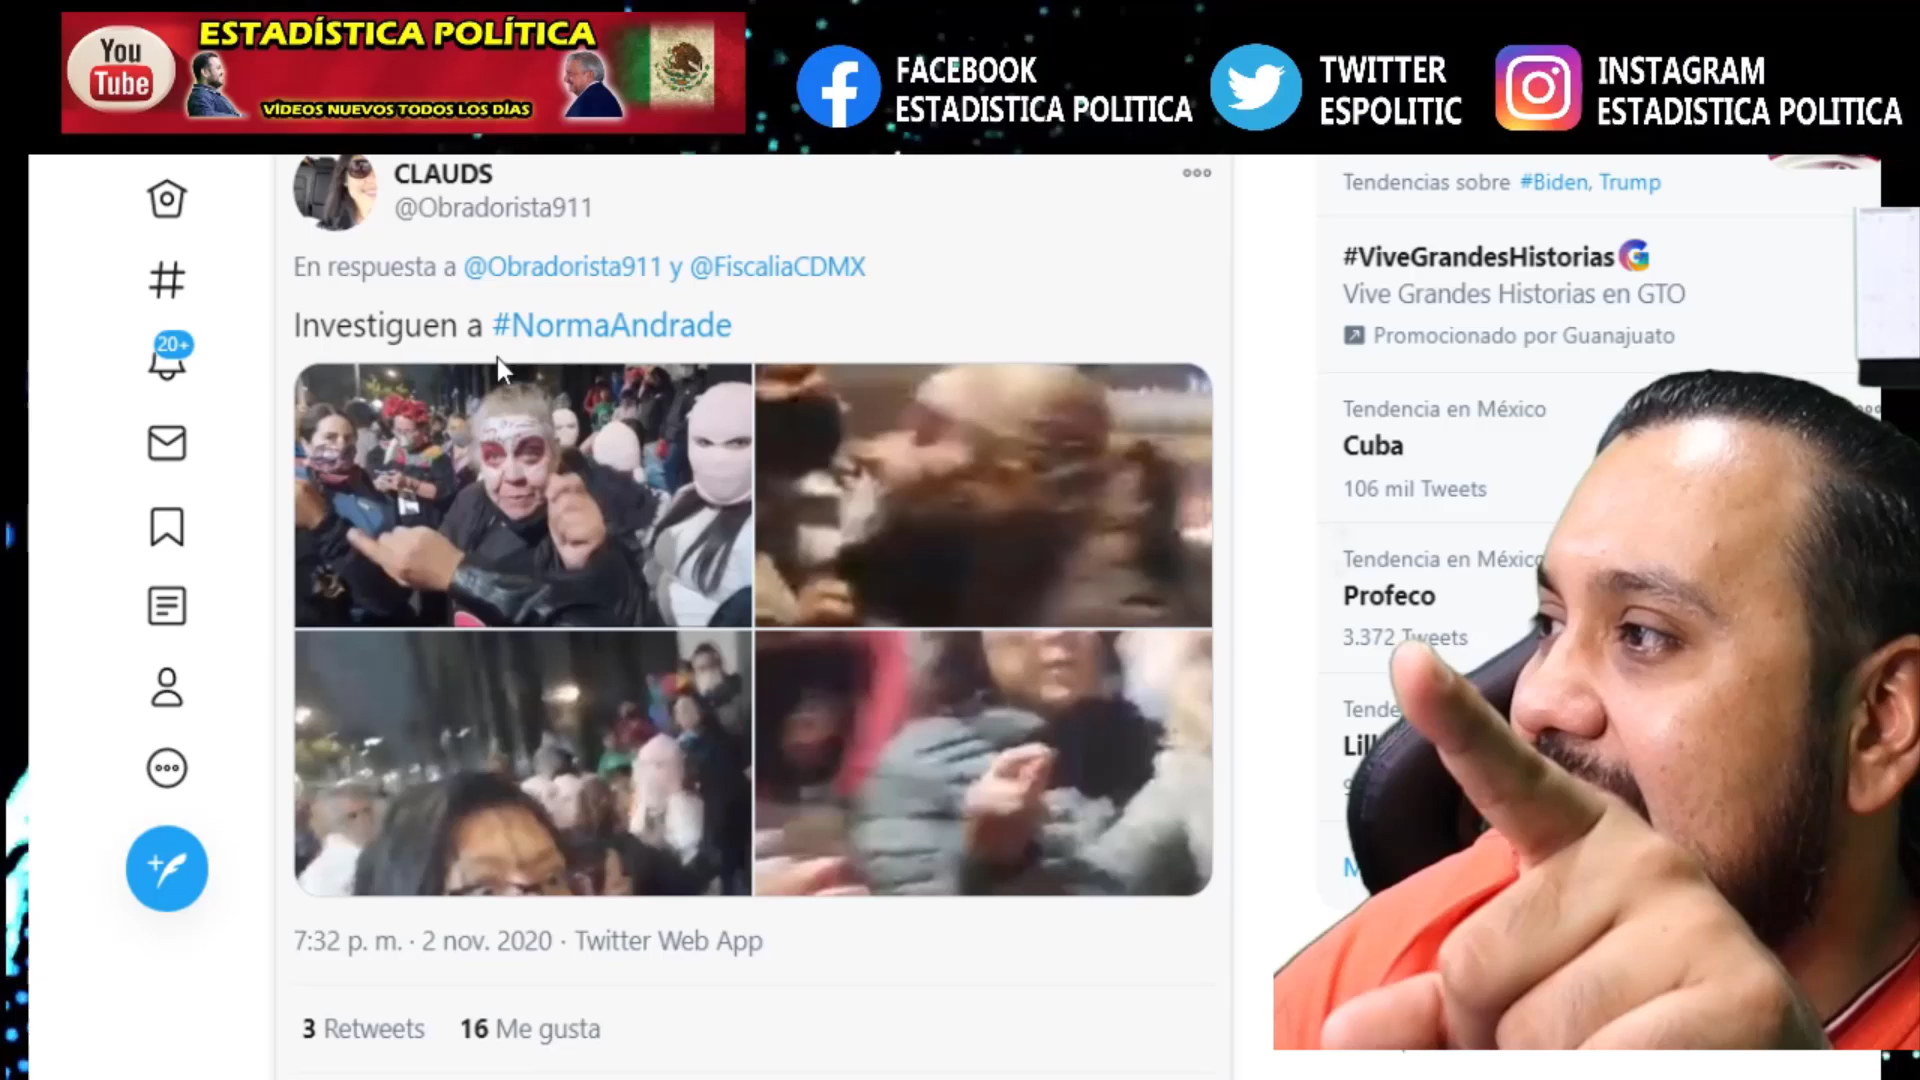 You
Tube
ESTADÍSTICA POLÍTICA
VÍDEOS NUEVOS TODOS LOS DÍAS
FACEBOOK
ESTADISTICA POLITICA
TWITTER
ESPOLITIC
INSTAGRAM
ESTADISTICA POLITICA
CLAUDS
@Obradorista911
En respuesta a @Obradorista911 y @FiscaliaCDMX
Investiguen a #NormaAndrade
7:32 p. m. · 2 nov. 2020 · Twitter Web App
3 Retweets 16 Me gusta
20+
Tendencias sobre #Biden, Trump
#ViveGrandesHistorias
Vive Grandes Historias en GTO
Promocionado por Guanajuato
Tendencia en México
Cuba
106 mil Tweets
Tendencia en México
Profeco
3.372 Tweets